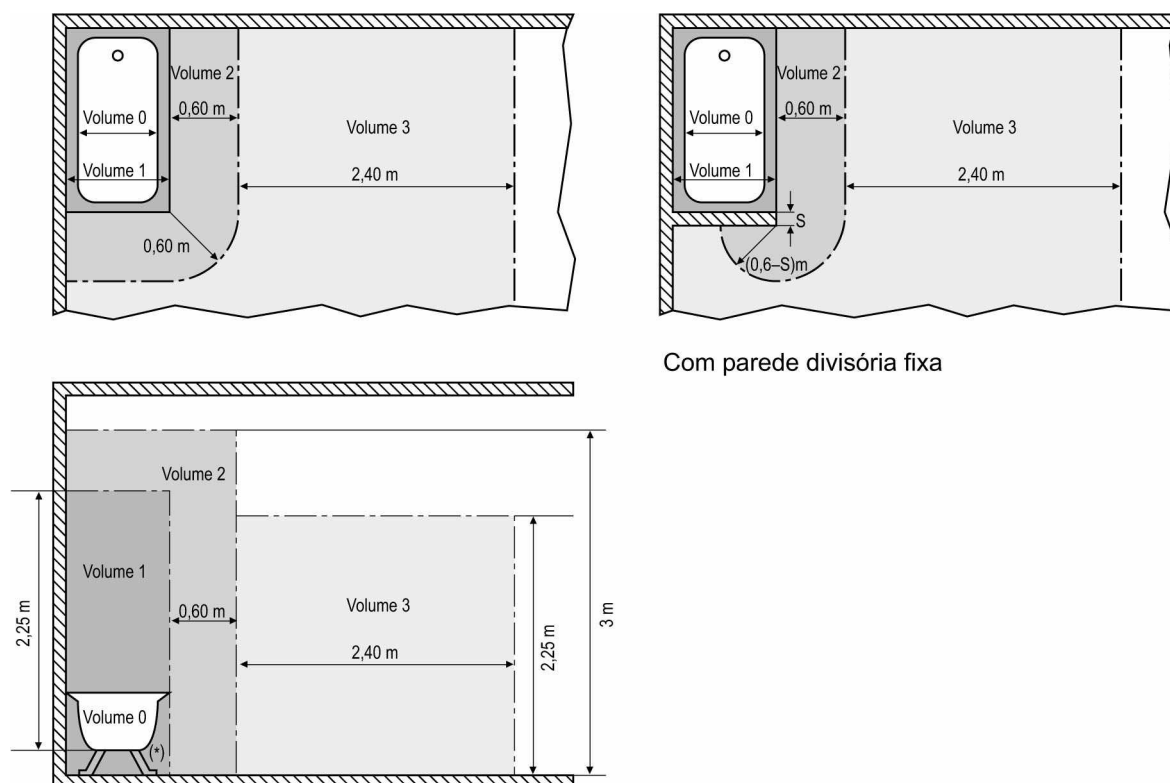 Volume 2
Volume 0
0,60 m
Volume 3
Volume 1
2,40 m
0,60 m
Volume 2
Volume 0
0,60 m
Volume 3
Volume 1
2,40 m
S
(0,6–S)m
Com parede divisória fixa
Volume 2
Volume 1
2,25 m
0,60 m
Volume 3
2,40 m
2,25 m
3 m
Volume 0
(*)